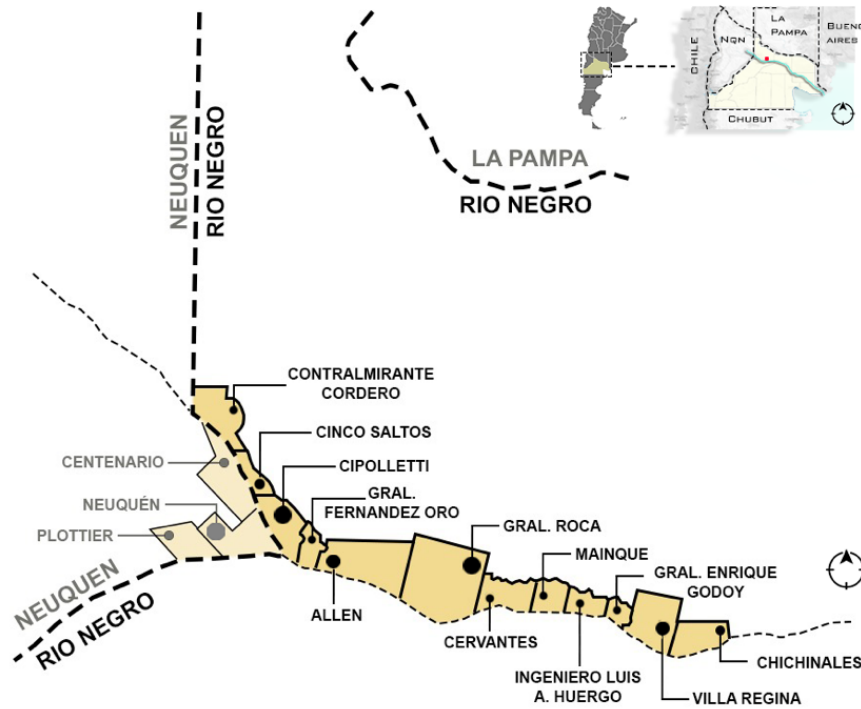 LA
PAMPA
BUENOS
AIRES
NQN
CHILE
CHUBUT
NEUQUEN
RIO NEGRO
LA PAMPA
RIO NEGRO
CONTRALMIRANTE
CORDERO
CINCO SALTOS
CENTENARIO
CIPOLLETTI
GRAL.
FERNANDEZ ORO
NEUQUÉN
PLOTTIER
GRAL. ROCA
MAINQUE
GRAL. ENRIQUE
GODOY
NEUQUEN
RIO NEGRO
ALLEN
CERVANTES
INGENIERO LUIS
A. HUERGO
CHICHINALES
VILLA REGINA